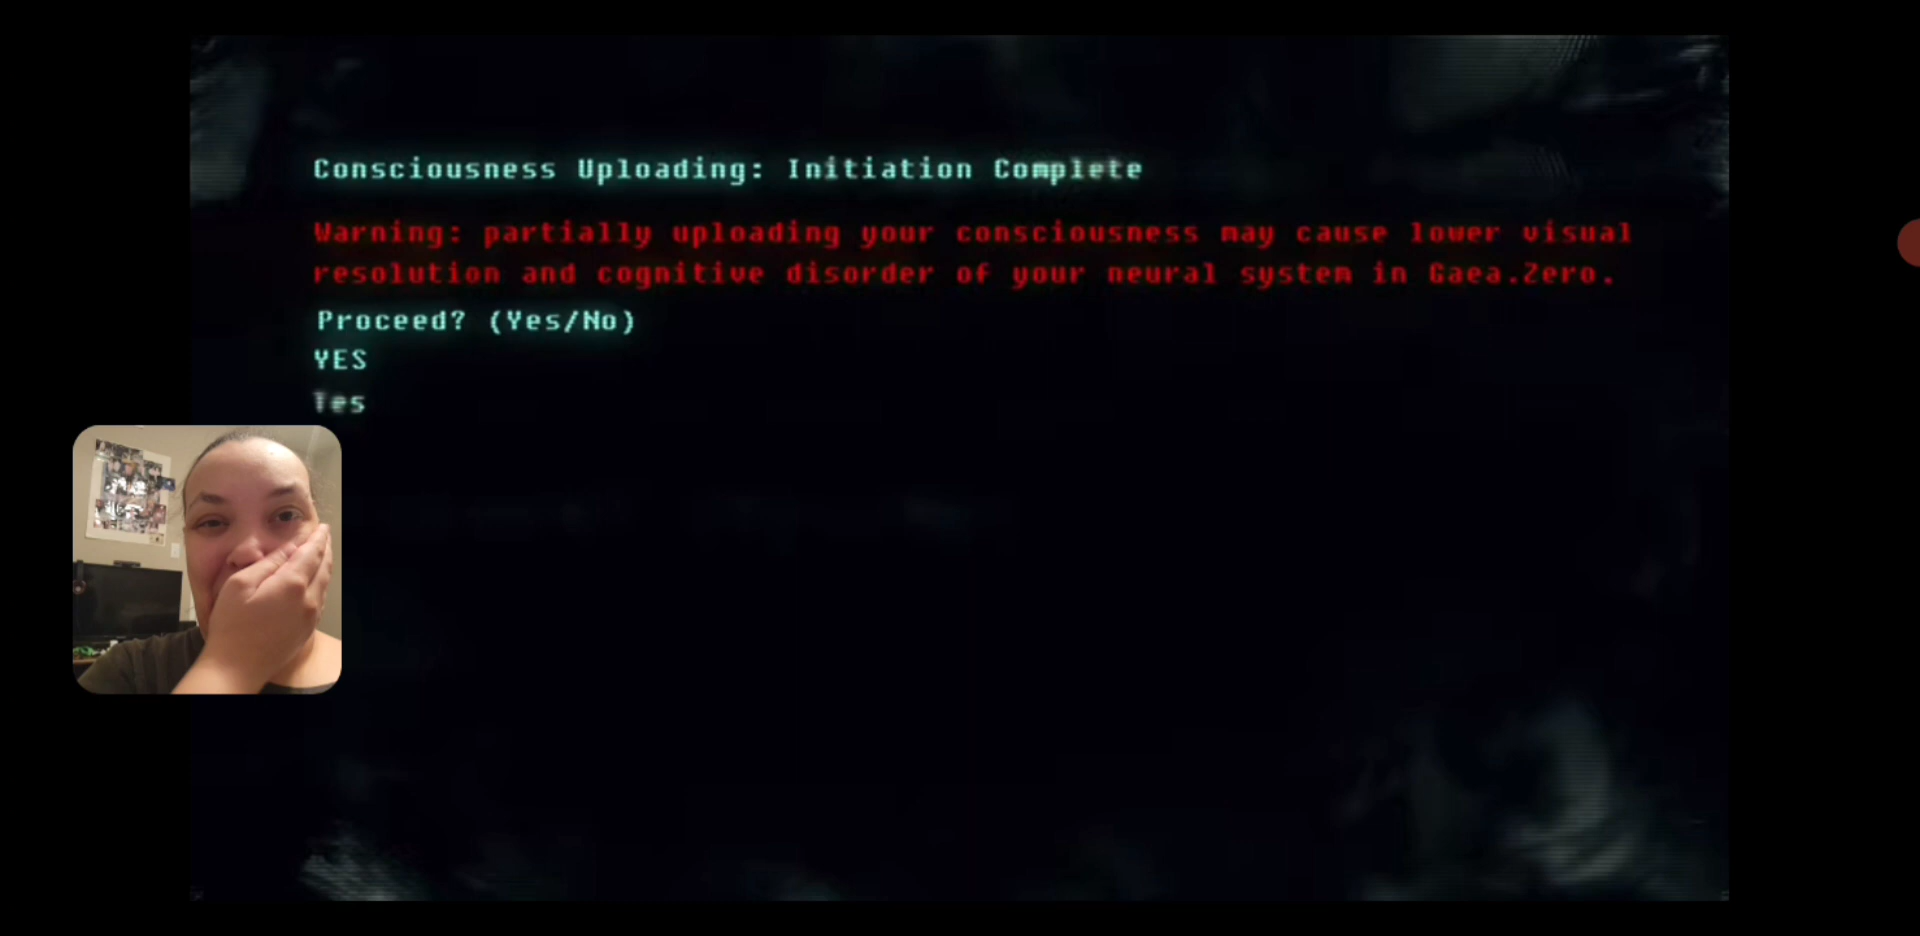 Consciousness Uploading: Initiation Complete
Warning: partially uploading your consciousness may cause lower visual
resolution and cognitive disorder of your neural system in Gaea.Zero.
Proceed? (Yes/No)
YES
Yes